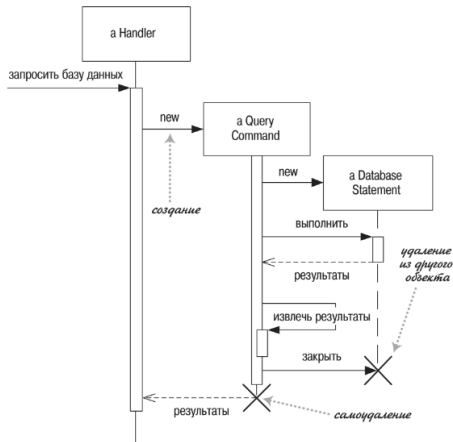 a Handler
запросить базу данных
new
a Query
Command
создание
new
a Database
Statement
выполнить
удаление
из другого
объекта
результаты
извлечь результаты
закрыть
результаты
самоудаление